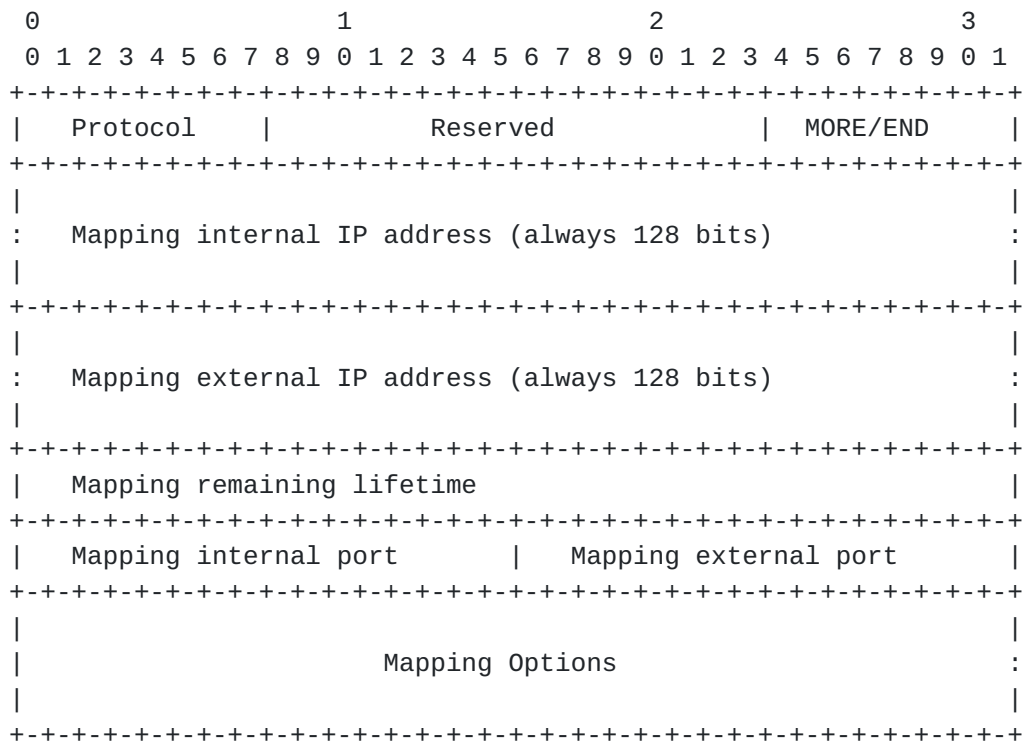 0                   1                   2                   3
 0 1 2 3 4 5 6 7 8 9 0 1 2 3 4 5 6 7 8 9 0 1 2 3 4 5 6 7 8 9 0 1
+-+-+-+-+-+-+-+-+-+-+-+-+-+-+-+-+-+-+-+-+-+-+-+-+-+-+-+-+-+-+-+-+
|   Protocol    |          Reserved             |  MORE/END     |
+-+-+-+-+-+-+-+-+-+-+-+-+-+-+-+-+-+-+-+-+-+-+-+-+-+-+-+-+-+-+-+-+
|                                                               |
:   Mapping internal IP address (always 128 bits)               :
|                                                               |
+-+-+-+-+-+-+-+-+-+-+-+-+-+-+-+-+-+-+-+-+-+-+-+-+-+-+-+-+-+-+-+-+
|                                                               |
:   Mapping external IP address (always 128 bits)               :
|                                                               |
+-+-+-+-+-+-+-+-+-+-+-+-+-+-+-+-+-+-+-+-+-+-+-+-+-+-+-+-+-+-+-+-+
|   Mapping remaining lifetime                                  |
+-+-+-+-+-+-+-+-+-+-+-+-+-+-+-+-+-+-+-+-+-+-+-+-+-+-+-+-+-+-+-+-+
|   Mapping internal port       |   Mapping external port       |
+-+-+-+-+-+-+-+-+-+-+-+-+-+-+-+-+-+-+-+-+-+-+-+-+-+-+-+-+-+-+-+-+
|                                                               |
|                       Mapping Options                         :
|                                                               |
+-+-+-+-+-+-+-+-+-+-+-+-+-+-+-+-+-+-+-+-+-+-+-+-+-+-+-+-+-+-+-+-+